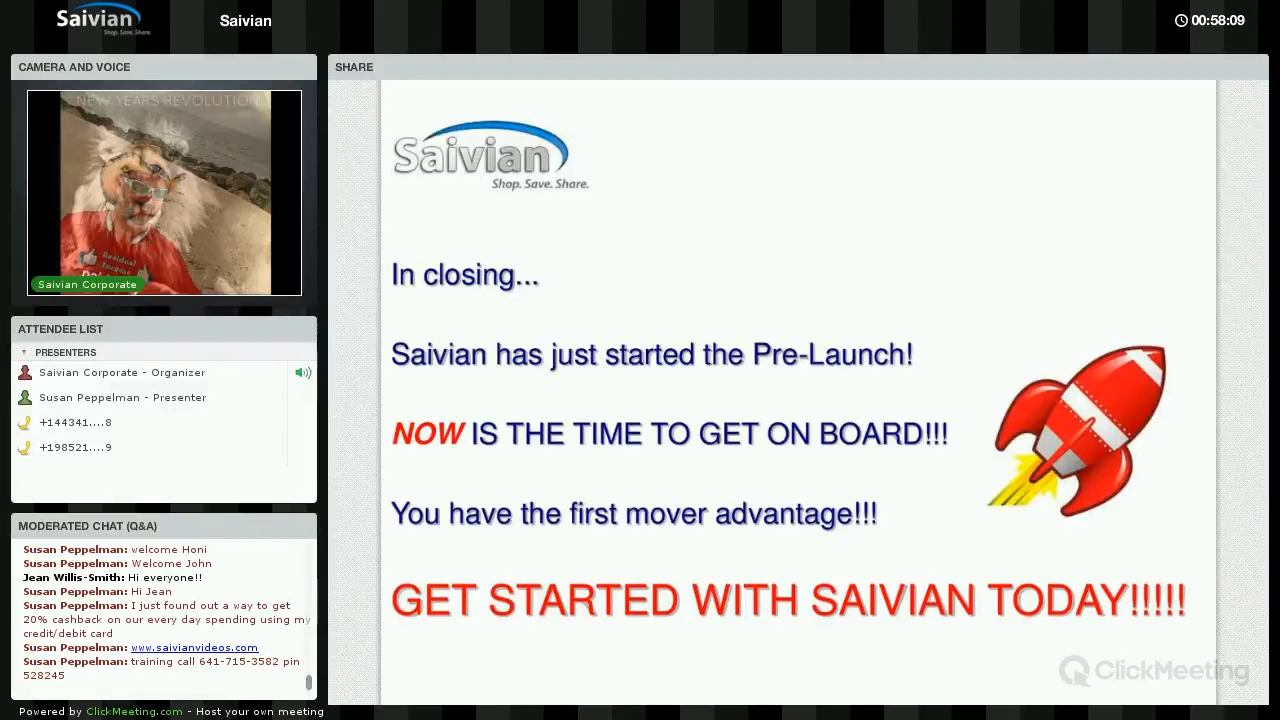 Saivian
Shop. Save. Share.
Saivian
00:58:09
CAMERA AND VOICE
NEW YEARS REVOLUTION
Residual
Income
Saivian Corporate
ATTENDEE LIST
PRESENTERS
Saivian Corporate - Organizer
Susan Peppelman - Presenter
+144341....8
+198521....9
MODERATED CHAT (Q&A)
Susan Peppelman: welcome Honi
Susan Peppelman: Welcome John
Jean Willis-Smith: Hi everyone!!
Susan Peppelman: Hi Jean
Susan Peppelman: I just found out a way to get
20% cashback on our every day spending using my
credit/debit card
Susan Peppelman: www.saivianvideos.com
Susan Peppelman: training call 641-715-3582 pin
528245
Powered by ClickMeeting.com - Host your own meeting
SHARE
Saivian
Shop. Save. Share.
In closing...
Saivian has just started the Pre-Launch!
NOW IS THE TIME TO GET ON BOARD!!!
You have the first mover advantage!!!
GET STARTED WITH SAIVIAN TODAY!!!!!
ClickMeeting